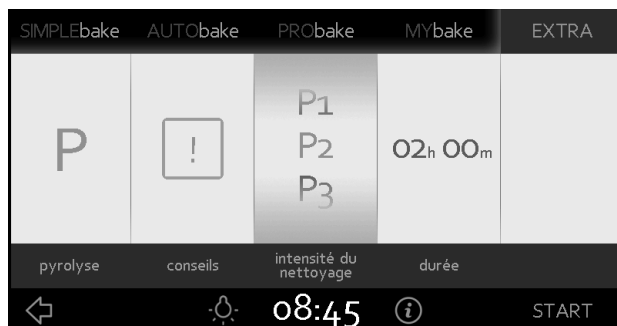 SIMPLEbake AUTObake PRObake MYbake EXTRA
P
!
P1
P2
P3
02h 00m
pyrolyse conseils intensité du nettoyage durée
08:45 i START